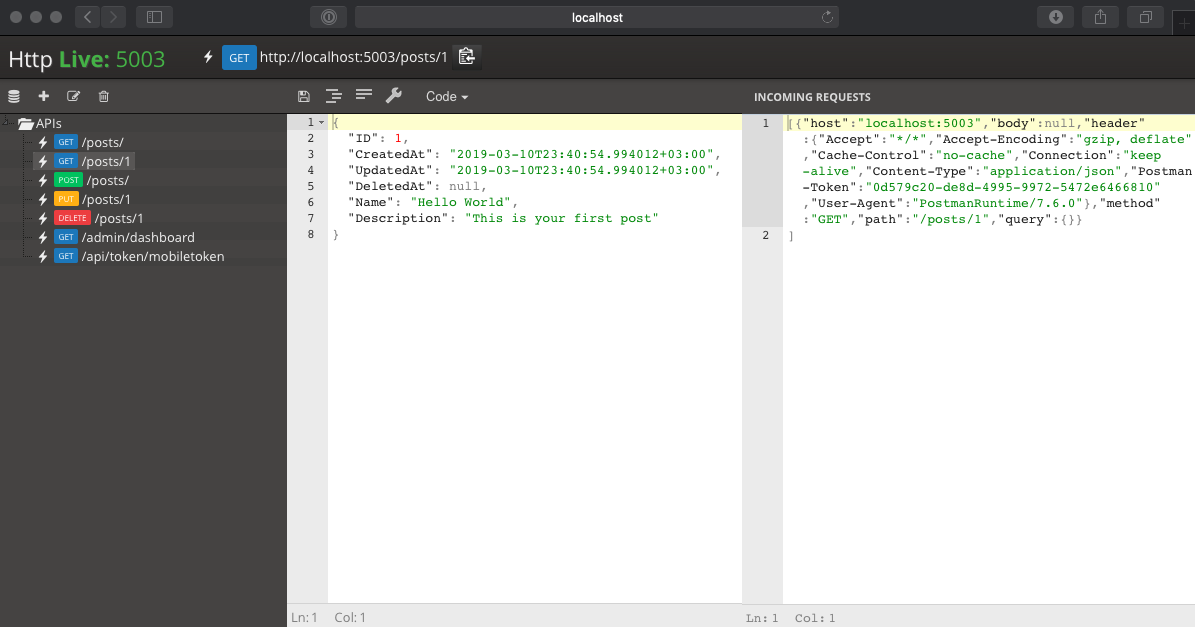 localhost
Http Live: 5003
GET http://localhost:5003/posts/1
Code
INCOMING REQUESTS
APIs
GET /posts/
GET /posts/1
POST /posts/
PUT /posts/1
DELETE /posts/1
GET /admin/dashboard
GET /api/token/mobiletoken
1 {
2 "ID": 1,
3 "CreatedAt": "2019-03-10T23:40:54.994012+03:00",
4 "UpdatedAt": "2019-03-10T23:40:54.994012+03:00",
5 "DeletedAt": null,
6 "Name": "Hello World",
7 "Description": "This is your first post"
8 }
Ln: 1 Col: 1
1 [{"host":"localhost:5003","body":null,"header"
:{"Accept":"*/*","Accept-Encoding":"gzip, deflate"
,"Cache-Control":"no-cache","Connection":"keep
-alive","Content-Type":"application/json","Postman
-Token":"0d579c20-de8d-4995-9972-5472e6466810"
,"User-Agent":"PostmanRuntime/7.6.0"},"method"
:"GET","path":"/posts/1","query":{}}
2 ]
Ln: 1 Col: 1